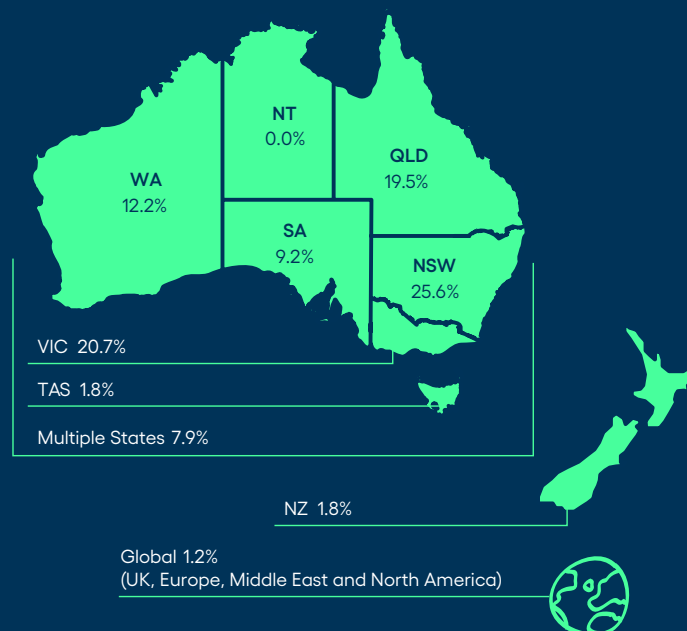 NT
0.0%
QLD
19.5%
WA
12.2%
SA
9.2%
NSW
25.6%
VIC 20.7%
TAS 1.8%
Multiple States 7.9%
NZ 1.8%
Global 1.2%
(UK, Europe, Middle East and North America)